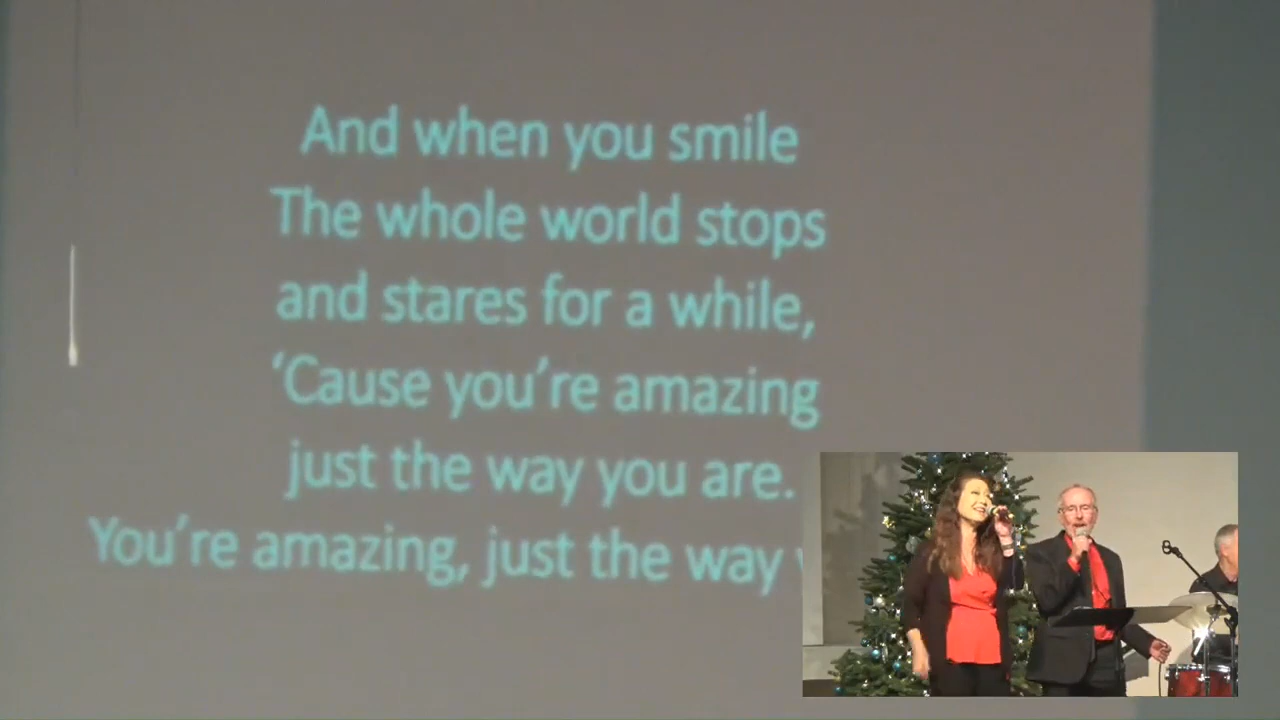 And when you smile
The whole world stops
and stares for a while,
‘Cause you’re amazing
just the way you are.
You’re amazing, just the way